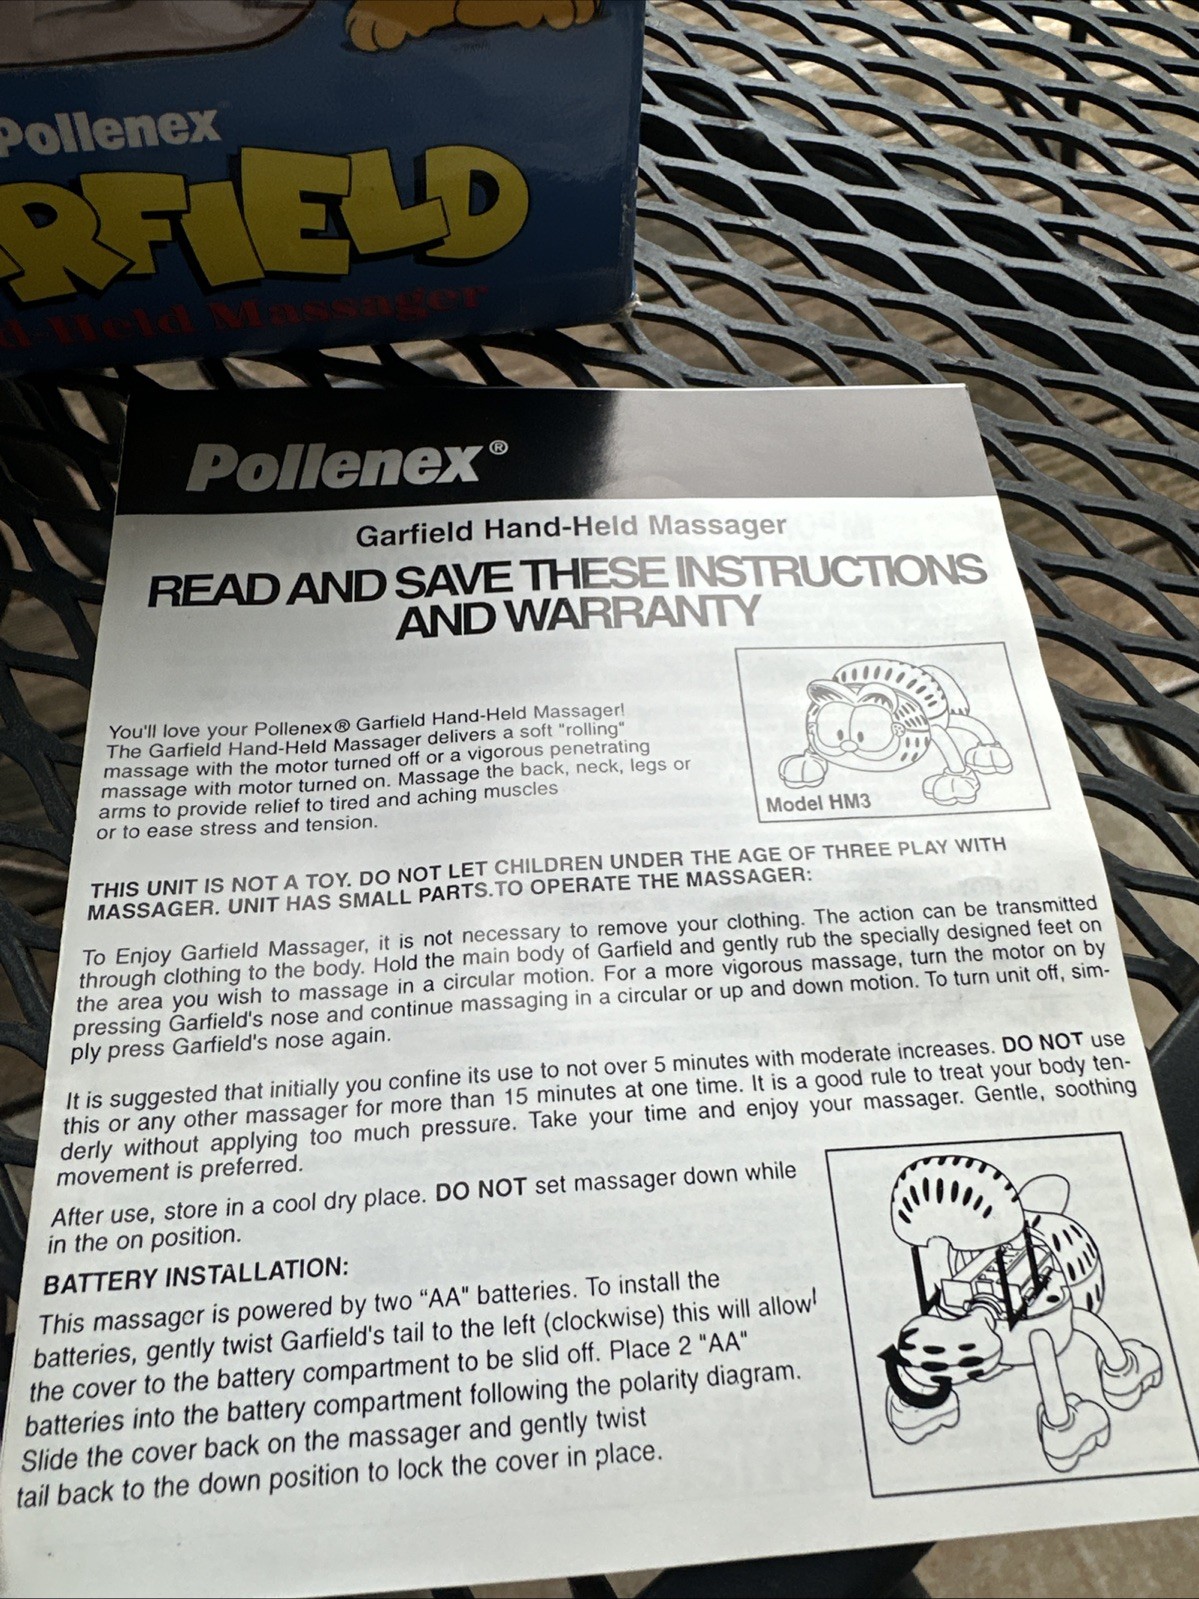 Pollenex
RFIELD
d-Held Massager
Pollenex®
Garfield Hand-Held Massager
READ AND SAVE THESE INSTRUCTIONS
AND WARRANTY
You'll love your Pollenex® Garfield Hand-Held Massager!
The Garfield Hand-Held Massager delivers a soft "rolling"
massage with the motor turned off or a vigorous penetrating
massage with motor turned on. Massage the back, neck, legs or
arms to provide relief to tired and aching muscles
or to ease stress and tension.
Model HM3
THIS UNIT IS NOT A TOY. DO NOT LET CHILDREN UNDER THE AGE OF THREE PLAY WITH
MASSAGER. UNIT HAS SMALL PARTS.TO OPERATE THE MASSAGER:
To Enjoy Garfield Massager, it is not necessary to remove your clothing. The action can be transmitted
through clothing to the body. Hold the main body of Garfield and gently rub the specially designed feet on
the area you wish to massage in a circular motion. For a more vigorous massage, turn the motor on by
pressing Garfield's nose and continue massaging in a circular or up and down motion. To turn unit off, sim-
ply press Garfield's nose again.
It is suggested that initially you confine its use to not over 5 minutes with moderate increases. DO NOT use
this or any other massager for more than 15 minutes at one time. It is a good rule to treat your body ten-
derly without applying too much pressure. Take your time and enjoy your massager. Gentle, soothing
movement is preferred.
After use, store in a cool dry place. DO NOT set massager down while
in the on position.
BATTERY INSTALLATION:
This massager is powered by two “AA" batteries. To install the
batteries, gently twist Garfield's tail to the left (clockwise) this will allow
the cover to the battery compartment to be slid off. Place 2 "AA"
batteries into the battery compartment following the polarity diagram.
Slide the cover back on the massager and gently twist
tail back to the down position to lock the cover in place.